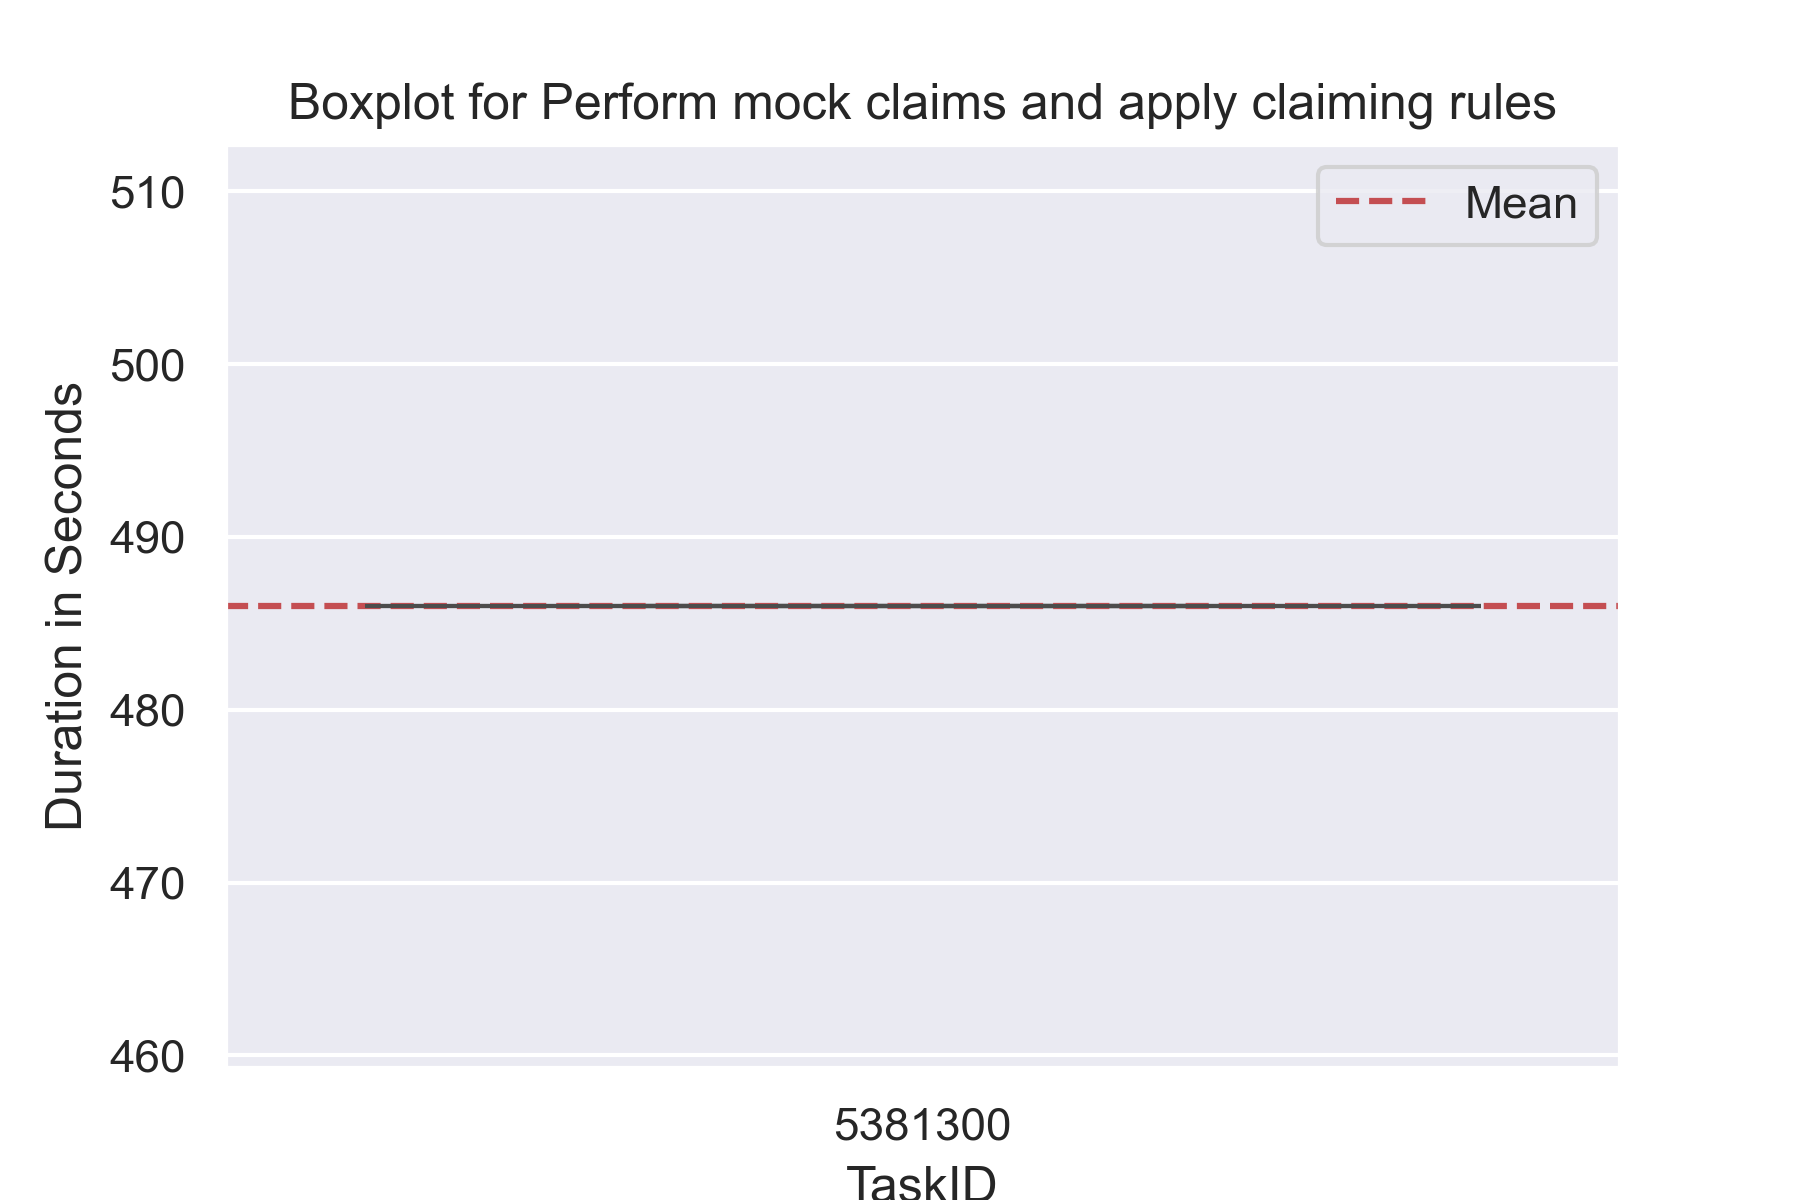 Boxplot for Perform mock claims and apply claiming rules
Mean
510
500
490
480
470
460
Duration in Seconds
5381300
TaskID